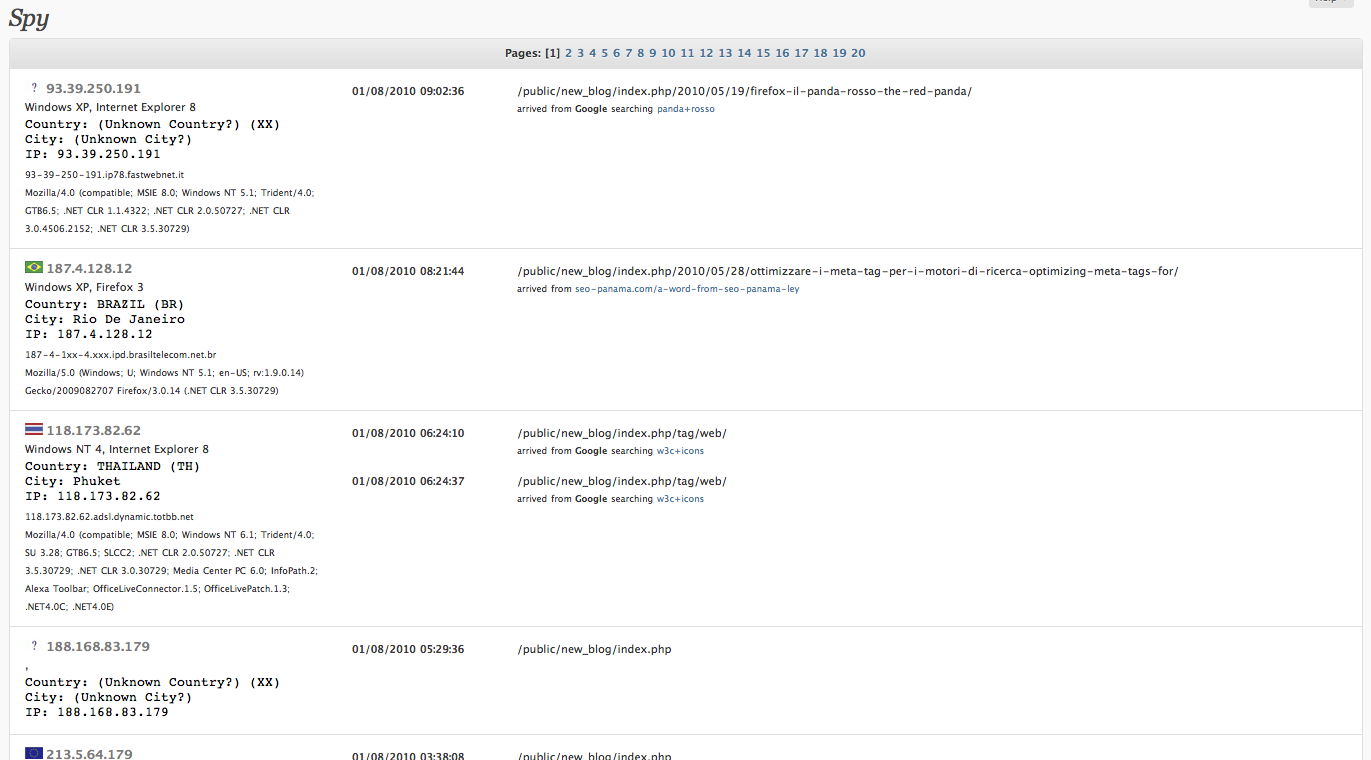 Spy
Pages: [1] 2 3 4 5 6 7 8 9 10 11 12 13 14 15 16 17 18 19 20
? 93.39.250.191
Windows XP, Internet Explorer 8
Country: (Unknown Country?) (XX)
City: (Unknown City?)
IP: 93.39.250.191
93-39-250-191.ip78.fastwebnet.it
Mozilla/4.0 (compatible; MSIE 8.0; Windows NT 5.1; Trident/4.0;
GTB6.5; .NET CLR 1.1.4322; .NET CLR 2.0.50727; .NET CLR
3.0.4506.2152; .NET CLR 3.5.30729)
01/08/2010 09:02:36
/public/new_blog/index.php/2010/05/19/firefox-il-panda-rosso-the-red-panda/
arrived from Google searching panda+rosso
187.4.128.12
Windows XP, Firefox 3
Country: BRAZIL (BR)
City: Rio De Janeiro
IP: 187.4.128.12
187-4-1xx-4.xxx.ipd.brasiltelecom.net.br
Mozilla/5.0 (Windows; U; Windows NT 5.1; en-US; rv:1.9.0.14)
Gecko/2009082707 Firefox/3.0.14 (.NET CLR 3.5.30729)
01/08/2010 08:21:44
/public/new_blog/index.php/2010/05/28/ottimizzare-i-meta-tag-per-i-motori-di-ricerca-optimizing-meta-tags-for/
arrived from seo-panama.com/a-word-from-seo-panama-ley
118.173.82.62
Windows NT 4, Internet Explorer 8
Country: THAILAND (TH)
City: Phuket
IP: 118.173.82.62
118.173.82.62.adsl.dynamic.totbb.net
Mozilla/4.0 (compatible; MSIE 8.0; Windows NT 6.1; Trident/4.0;
SU 3.28; GTB6.5; SLCC2; .NET CLR 2.0.50727; .NET CLR
3.5.30729; .NET CLR 3.0.30729; Media Center PC 6.0; InfoPath.2;
Alexa Toolbar; OfficeLiveConnector.1.5; OfficeLivePatch.1.3;
.NET4.0C; .NET4.0E)
01/08/2010 06:24:10
/public/new_blog/index.php/tag/web/
arrived from Google searching w3c+icons
01/08/2010 06:24:37
/public/new_blog/index.php/tag/web/
arrived from Google searching w3c+icons
? 188.168.83.179
,
Country: (Unknown Country?) (XX)
City: (Unknown City?)
IP: 188.168.83.179
01/08/2010 05:29:36
/public/new_blog/index.php
213.5.64.179
01/08/2010 03:38:08
/public/new_blog/index.php